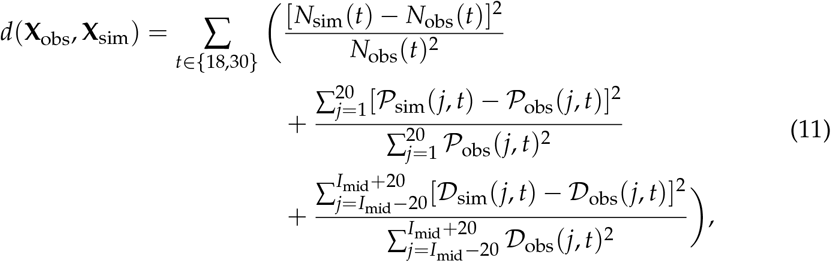 d(X_obs, X_sim) = ∑_{t∈{18,30}} ( [N_sim(t) − N_obs(t)]² / N_obs(t)²
+ ∑_{j=1}^{20} [𝒫_sim(j, t) − 𝒫_obs(j, t)]² / ∑_{j=1}^{20} 𝒫_obs(j, t)²
(11)
+ ∑_{j=I_mid−20}^{I_mid+20} [𝒟_sim(j, t) − 𝒟_obs(j, t)]² / ∑_{j=I_mid−20}^{I_mid+20} 𝒟_obs(j, t)² ),